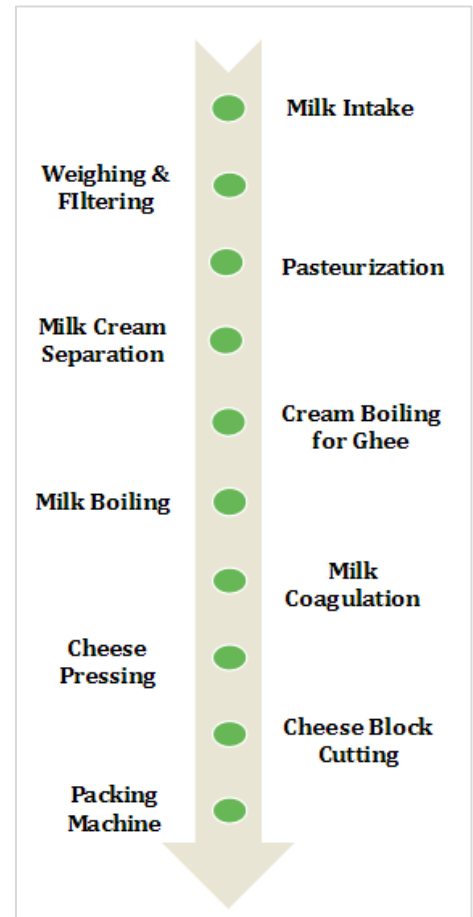 Milk Intake
Weighing &
FIltering
Pasteurization
Milk Cream
Separation
Cream Boiling
for Ghee
Milk Boiling
Milk
Coagulation
Cheese
Pressing
Cheese Block
Cutting
Packing
Machine